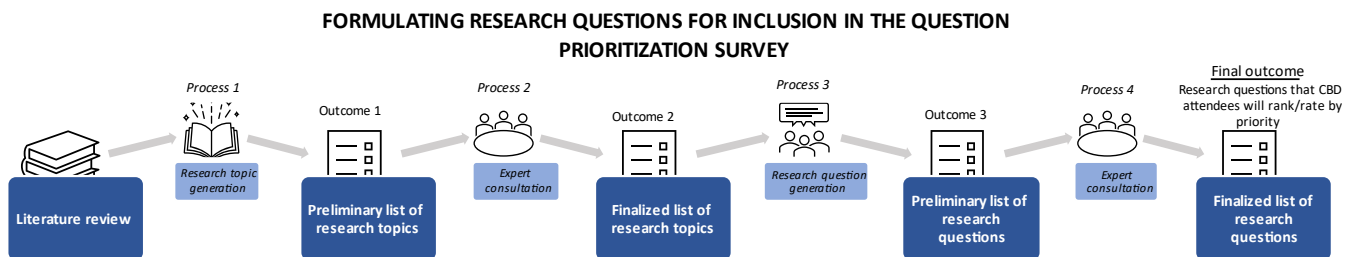 FORMULATING RESEARCH QUESTIONS FOR INCLUSION IN THE QUESTION
PRIORITIZATION SURVEY
Literature review
Process 1
Research topic
generation
Outcome 1
Preliminary list of
research topics
Process 2
Expert
consultation
Outcome 2
Finalized list of
research topics
Process 3
Research question
generation
Outcome 3
Preliminary list of
research
questions
Process 4
Expert
consultation
Final outcome
Research questions that CBD
attendees will rank/rate by
priority
Finalized list of
research
questions